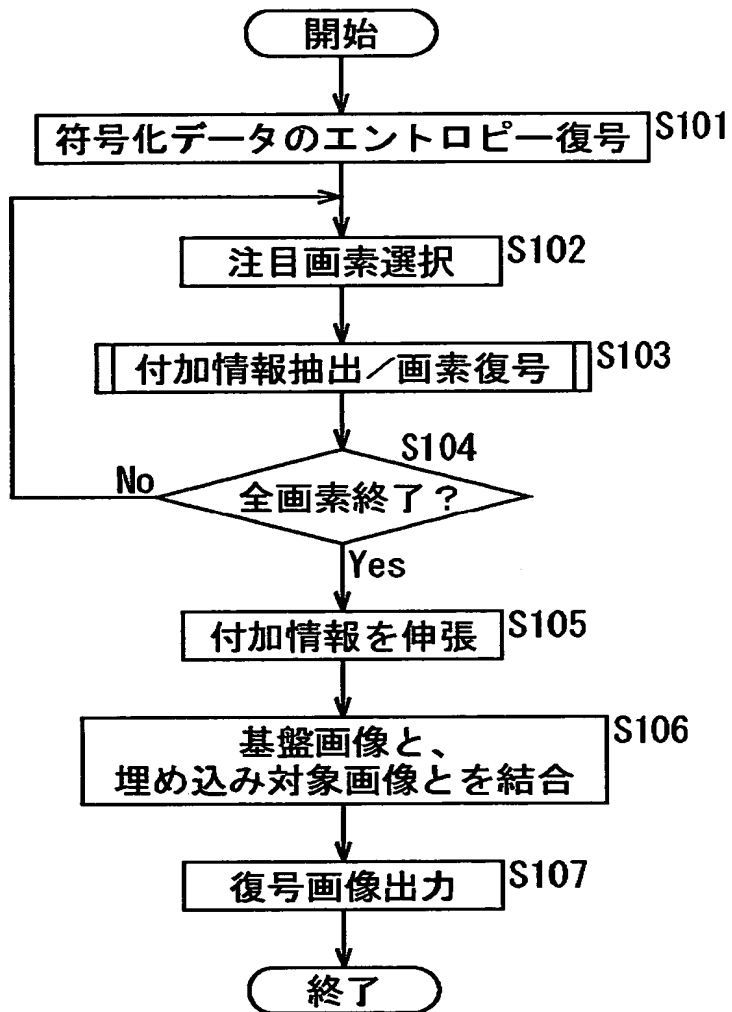 開始
符号化データのエントロピー復号
S101
注目画素選択
S102
付加情報抽出／画素復号
S103
S104
No
全画素終了？
Yes
付加情報を伸張
S105
基盤画像と、
埋め込み対象画像とを結合
S106
復号画像出力
S107
終了